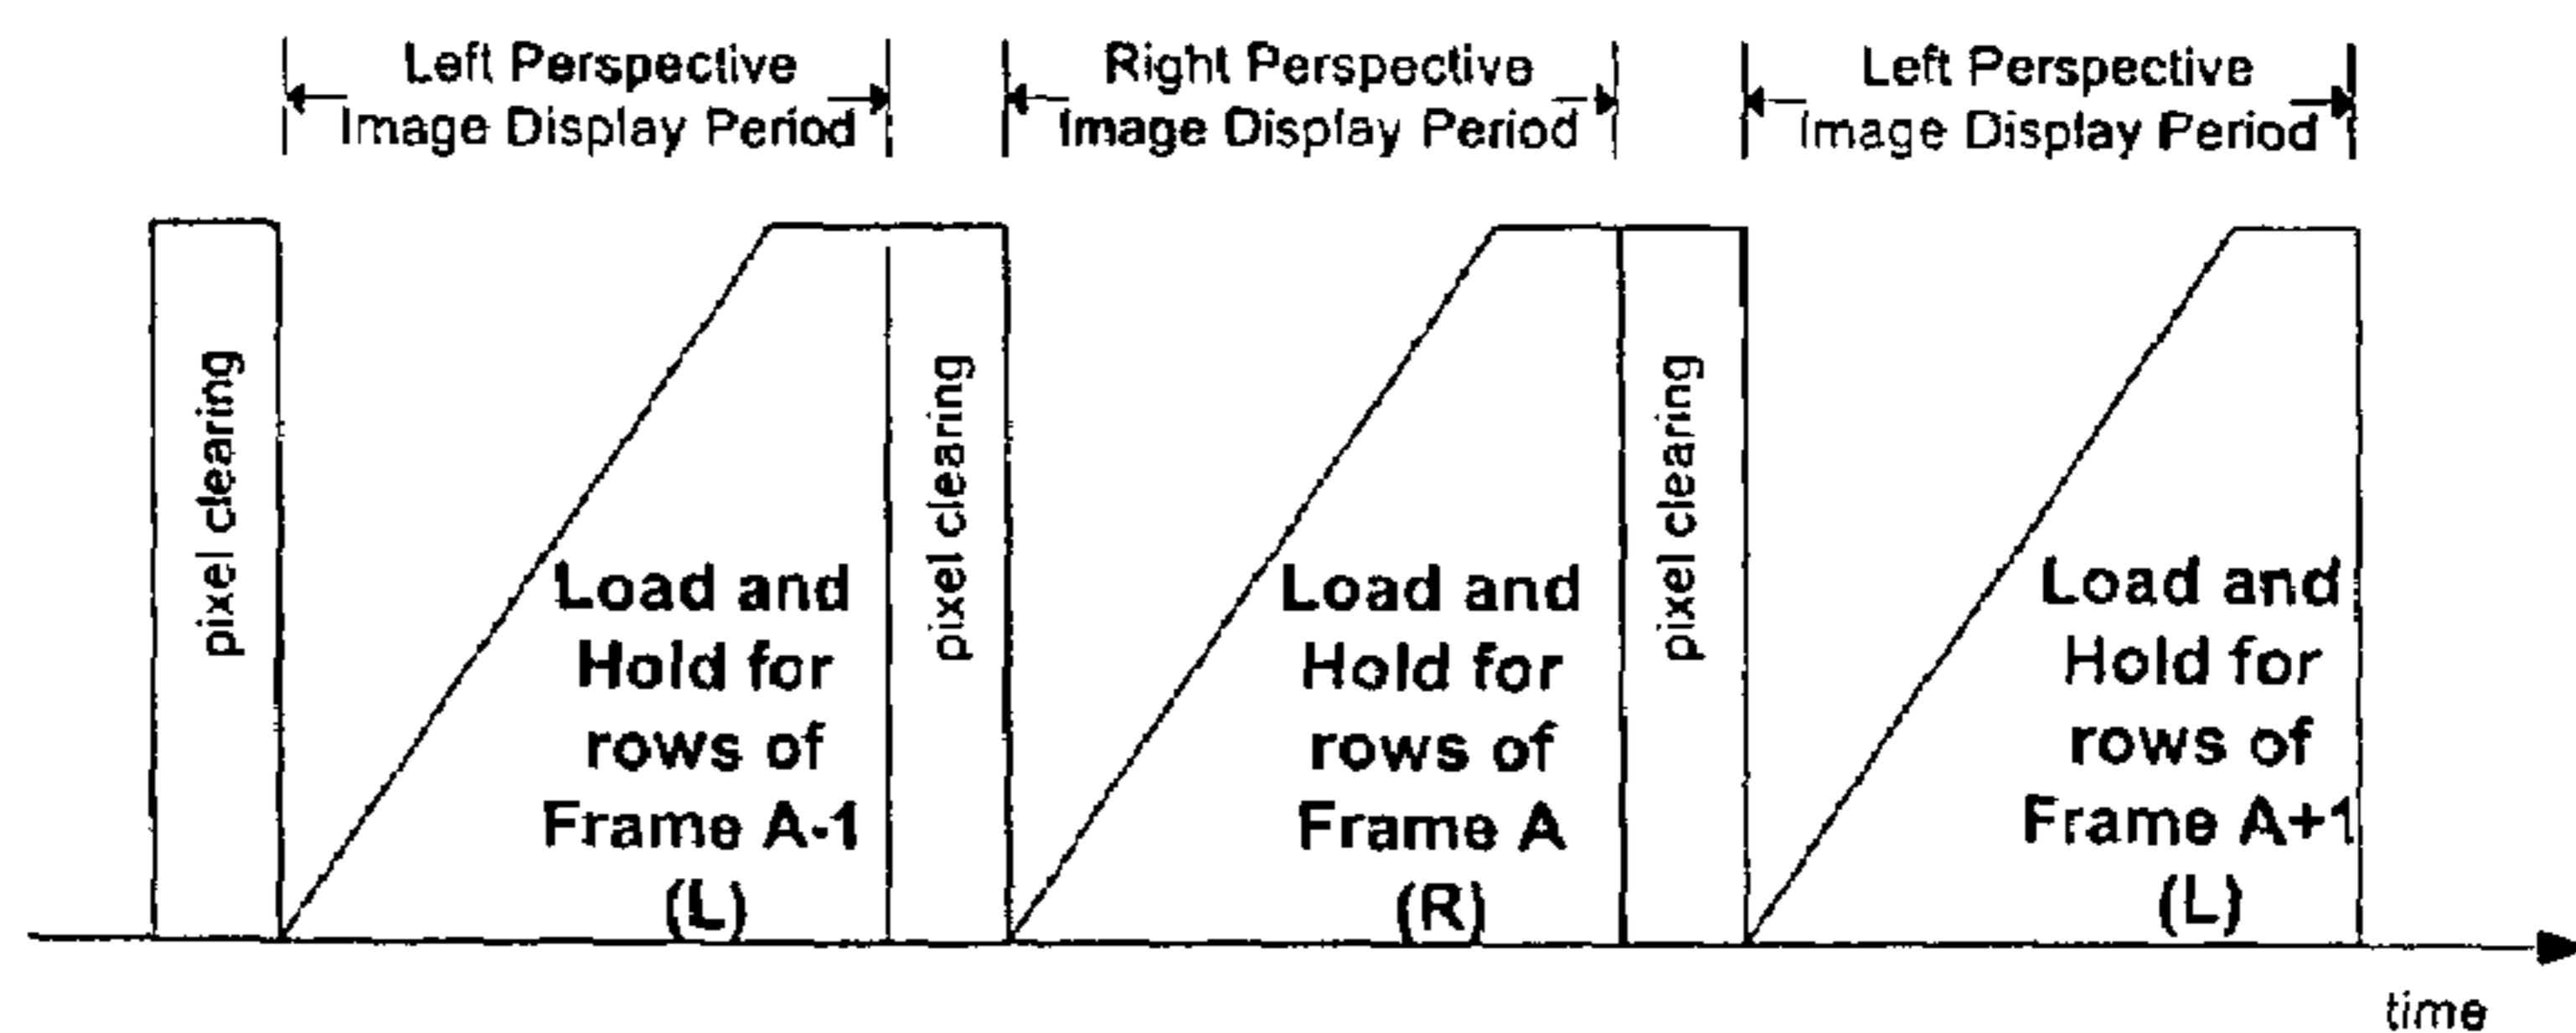 Left Perspective
Image Display Period
Right Perspective
Image Display Period
Left Perspective
Image Display Period
pixel clearing
Load and
Hold for
rows of
Frame A-1
(L)
pixel clearing
Load and
Hold for
rows of
Frame A
(R)
pixel clearing
Load and
Hold for
rows of
Frame A+1
(L)
time